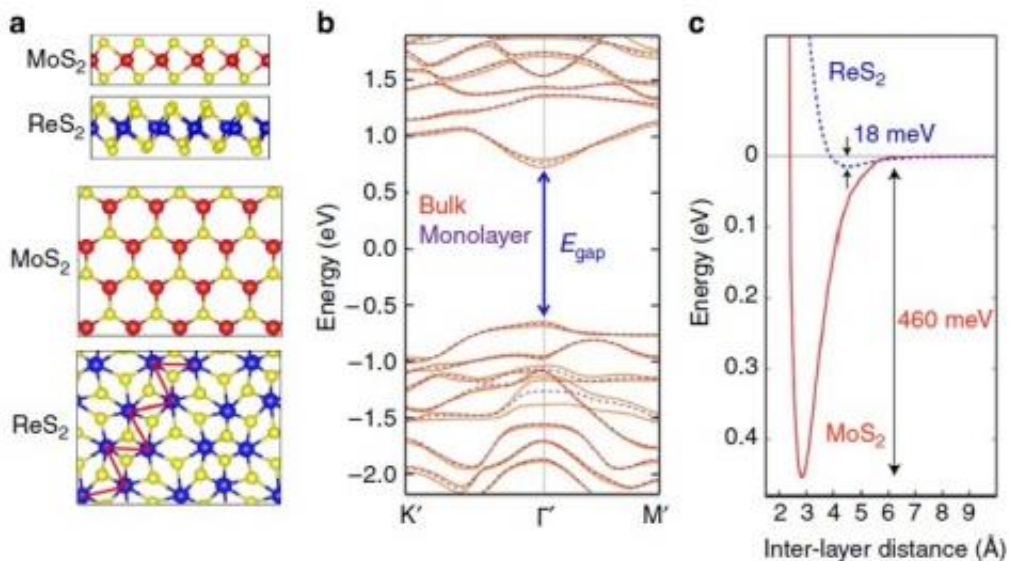 a
MoS₂
ReS₂
MoS₂
ReS₂
b
Energy (eV)
1.5
1.0
0.5
0.0
−0.5
−1.0
−1.5
−2.0
Bulk
Monolayer
E gap
K′ Γ′ M′
c
Energy (eV)
0
0.1
0.2
0.3
0.4
ReS₂
18 meV
460 meV
MoS₂
2 3 4 5 6 7 8 9
Inter-layer distance (Å)